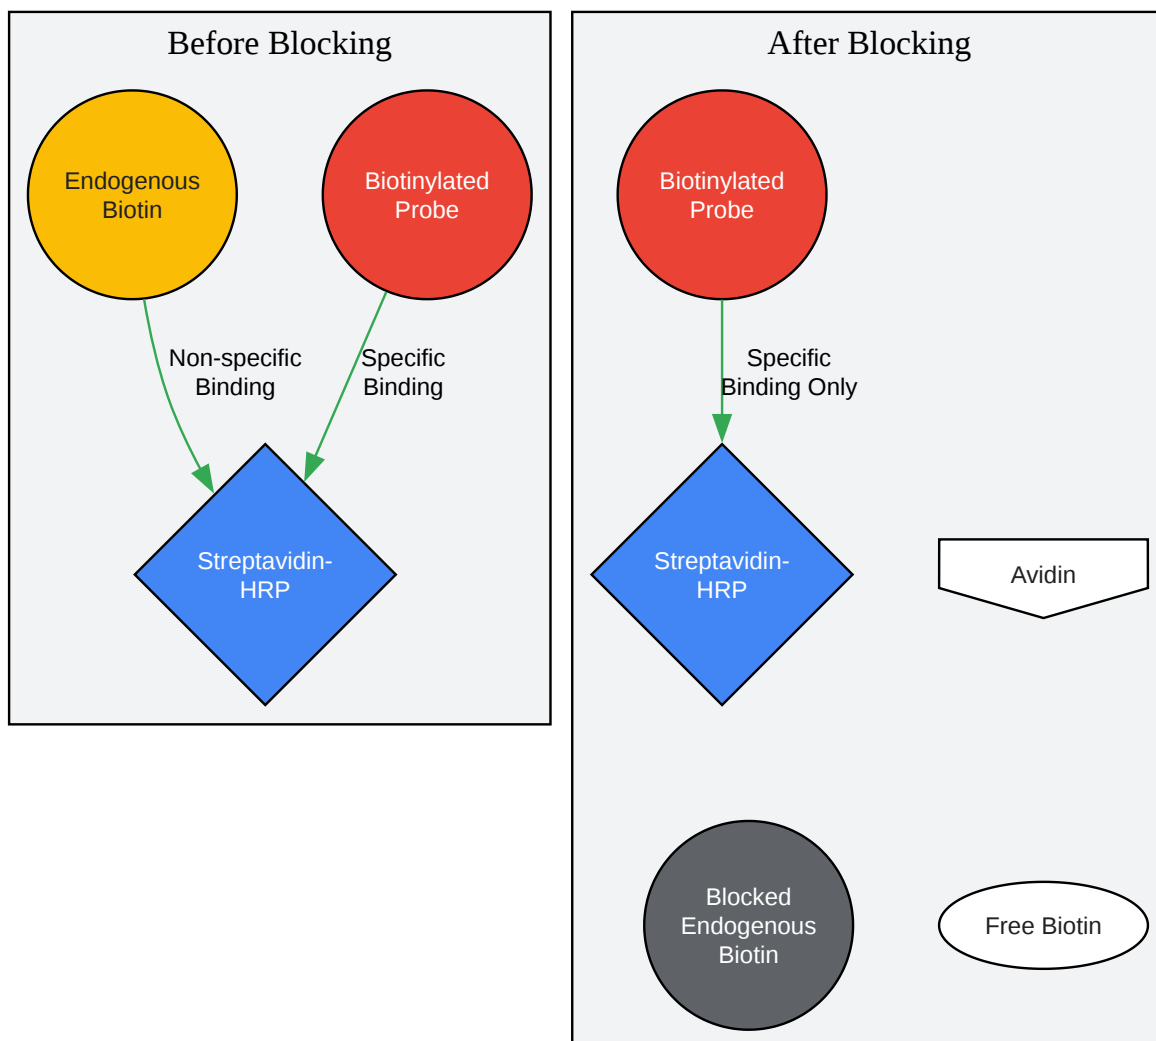 Before Blocking
Endogenous
Biotin
Biotinylated
Probe
Non-specific
Binding
Specific
Binding
Streptavidin-
HRP
After Blocking
Biotinylated
Probe
Specific
Binding Only
Streptavidin-
HRP
Avidin
Blocked
Endogenous
Biotin
Free Biotin